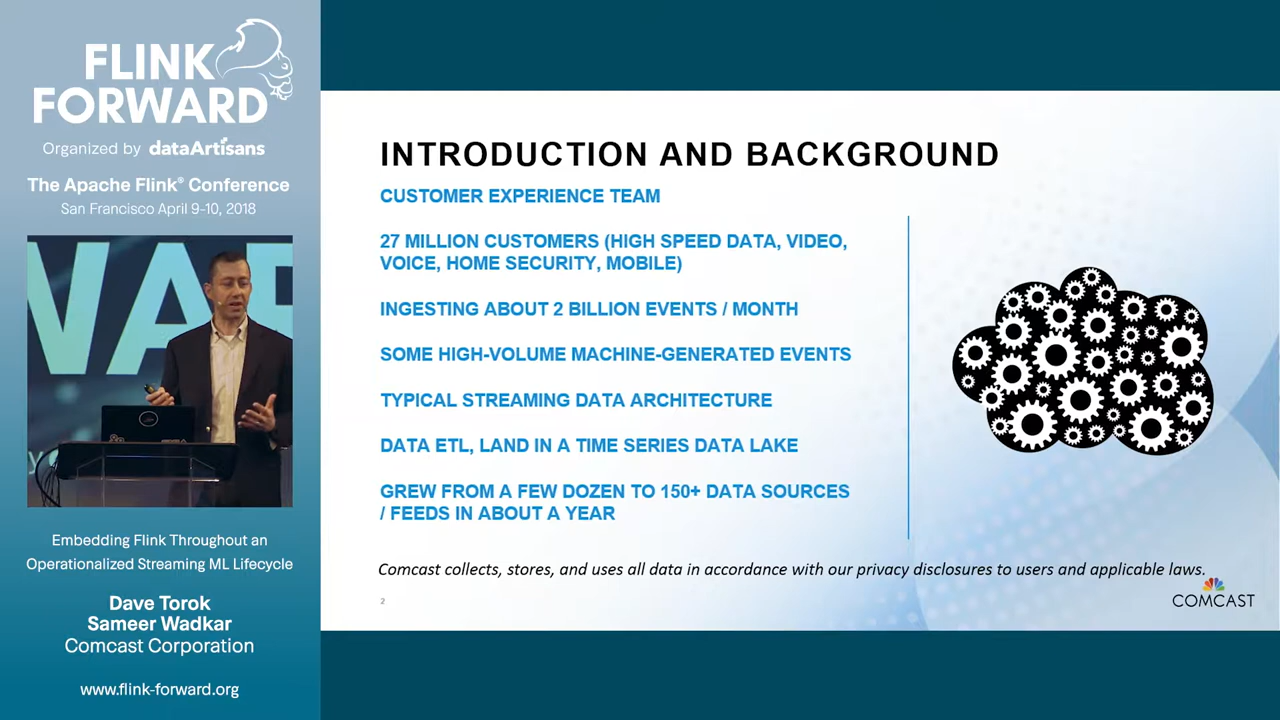 FLINK
FORWARD
Organized by dataArtisans
The Apache Flink® Conference
San Francisco April 9-10, 2018
WAR
Embedding Flink Throughout an
Operationalized Streaming ML Lifecycle
Dave Torok
Sameer Wadkar
Comcast Corporation
www.flink-forward.org
INTRODUCTION AND BACKGROUND
CUSTOMER EXPERIENCE TEAM
27 MILLION CUSTOMERS (HIGH SPEED DATA, VIDEO,
VOICE, HOME SECURITY, MOBILE)
INGESTING ABOUT 2 BILLION EVENTS / MONTH
SOME HIGH-VOLUME MACHINE-GENERATED EVENTS
TYPICAL STREAMING DATA ARCHITECTURE
DATA ETL, LAND IN A TIME SERIES DATA LAKE
GREW FROM A FEW DOZEN TO 150+ DATA SOURCES
/ FEEDS IN ABOUT A YEAR
Comcast collects, stores, and uses all data in accordance with our privacy disclosures to users and applicable laws.
2
COMCAST